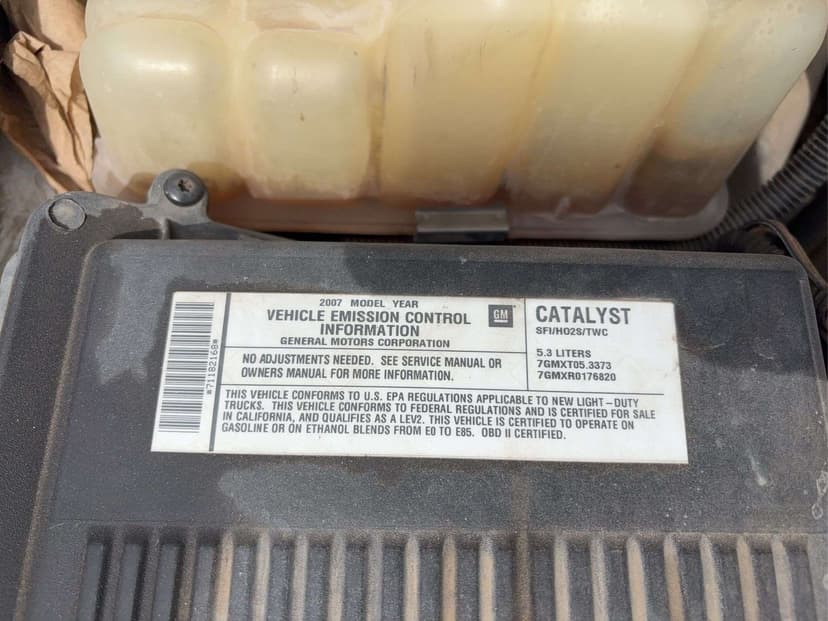 2007 MODEL YEAR
VEHICLE EMISSION CONTROL
INFORMATION
GENERAL MOTORS CORPORATION
GM
NO ADJUSTMENTS NEEDED. SEE SERVICE MANUAL OR
OWNERS MANUAL FOR MORE INFORMATION.
CATALYST
SFI/HO2S/TWC
5.3 LITERS
7GMXT05.3373
7GMXR0176820
THIS VEHICLE CONFORMS TO U.S. EPA REGULATIONS APPLICABLE TO NEW LIGHT-DUTY
TRUCKS. THIS VEHICLE CONFORMS TO FEDERAL REGULATIONS AND IS CERTIFIED FOR SALE
IN CALIFORNIA, AND QUALIFIES AS A LEV2. THIS VEHICLE IS CERTIFIED TO OPERATE ON
GASOLINE OR ON ETHANOL BLENDS FROM E0 TO E85. OBD II CERTIFIED.
*71182168*